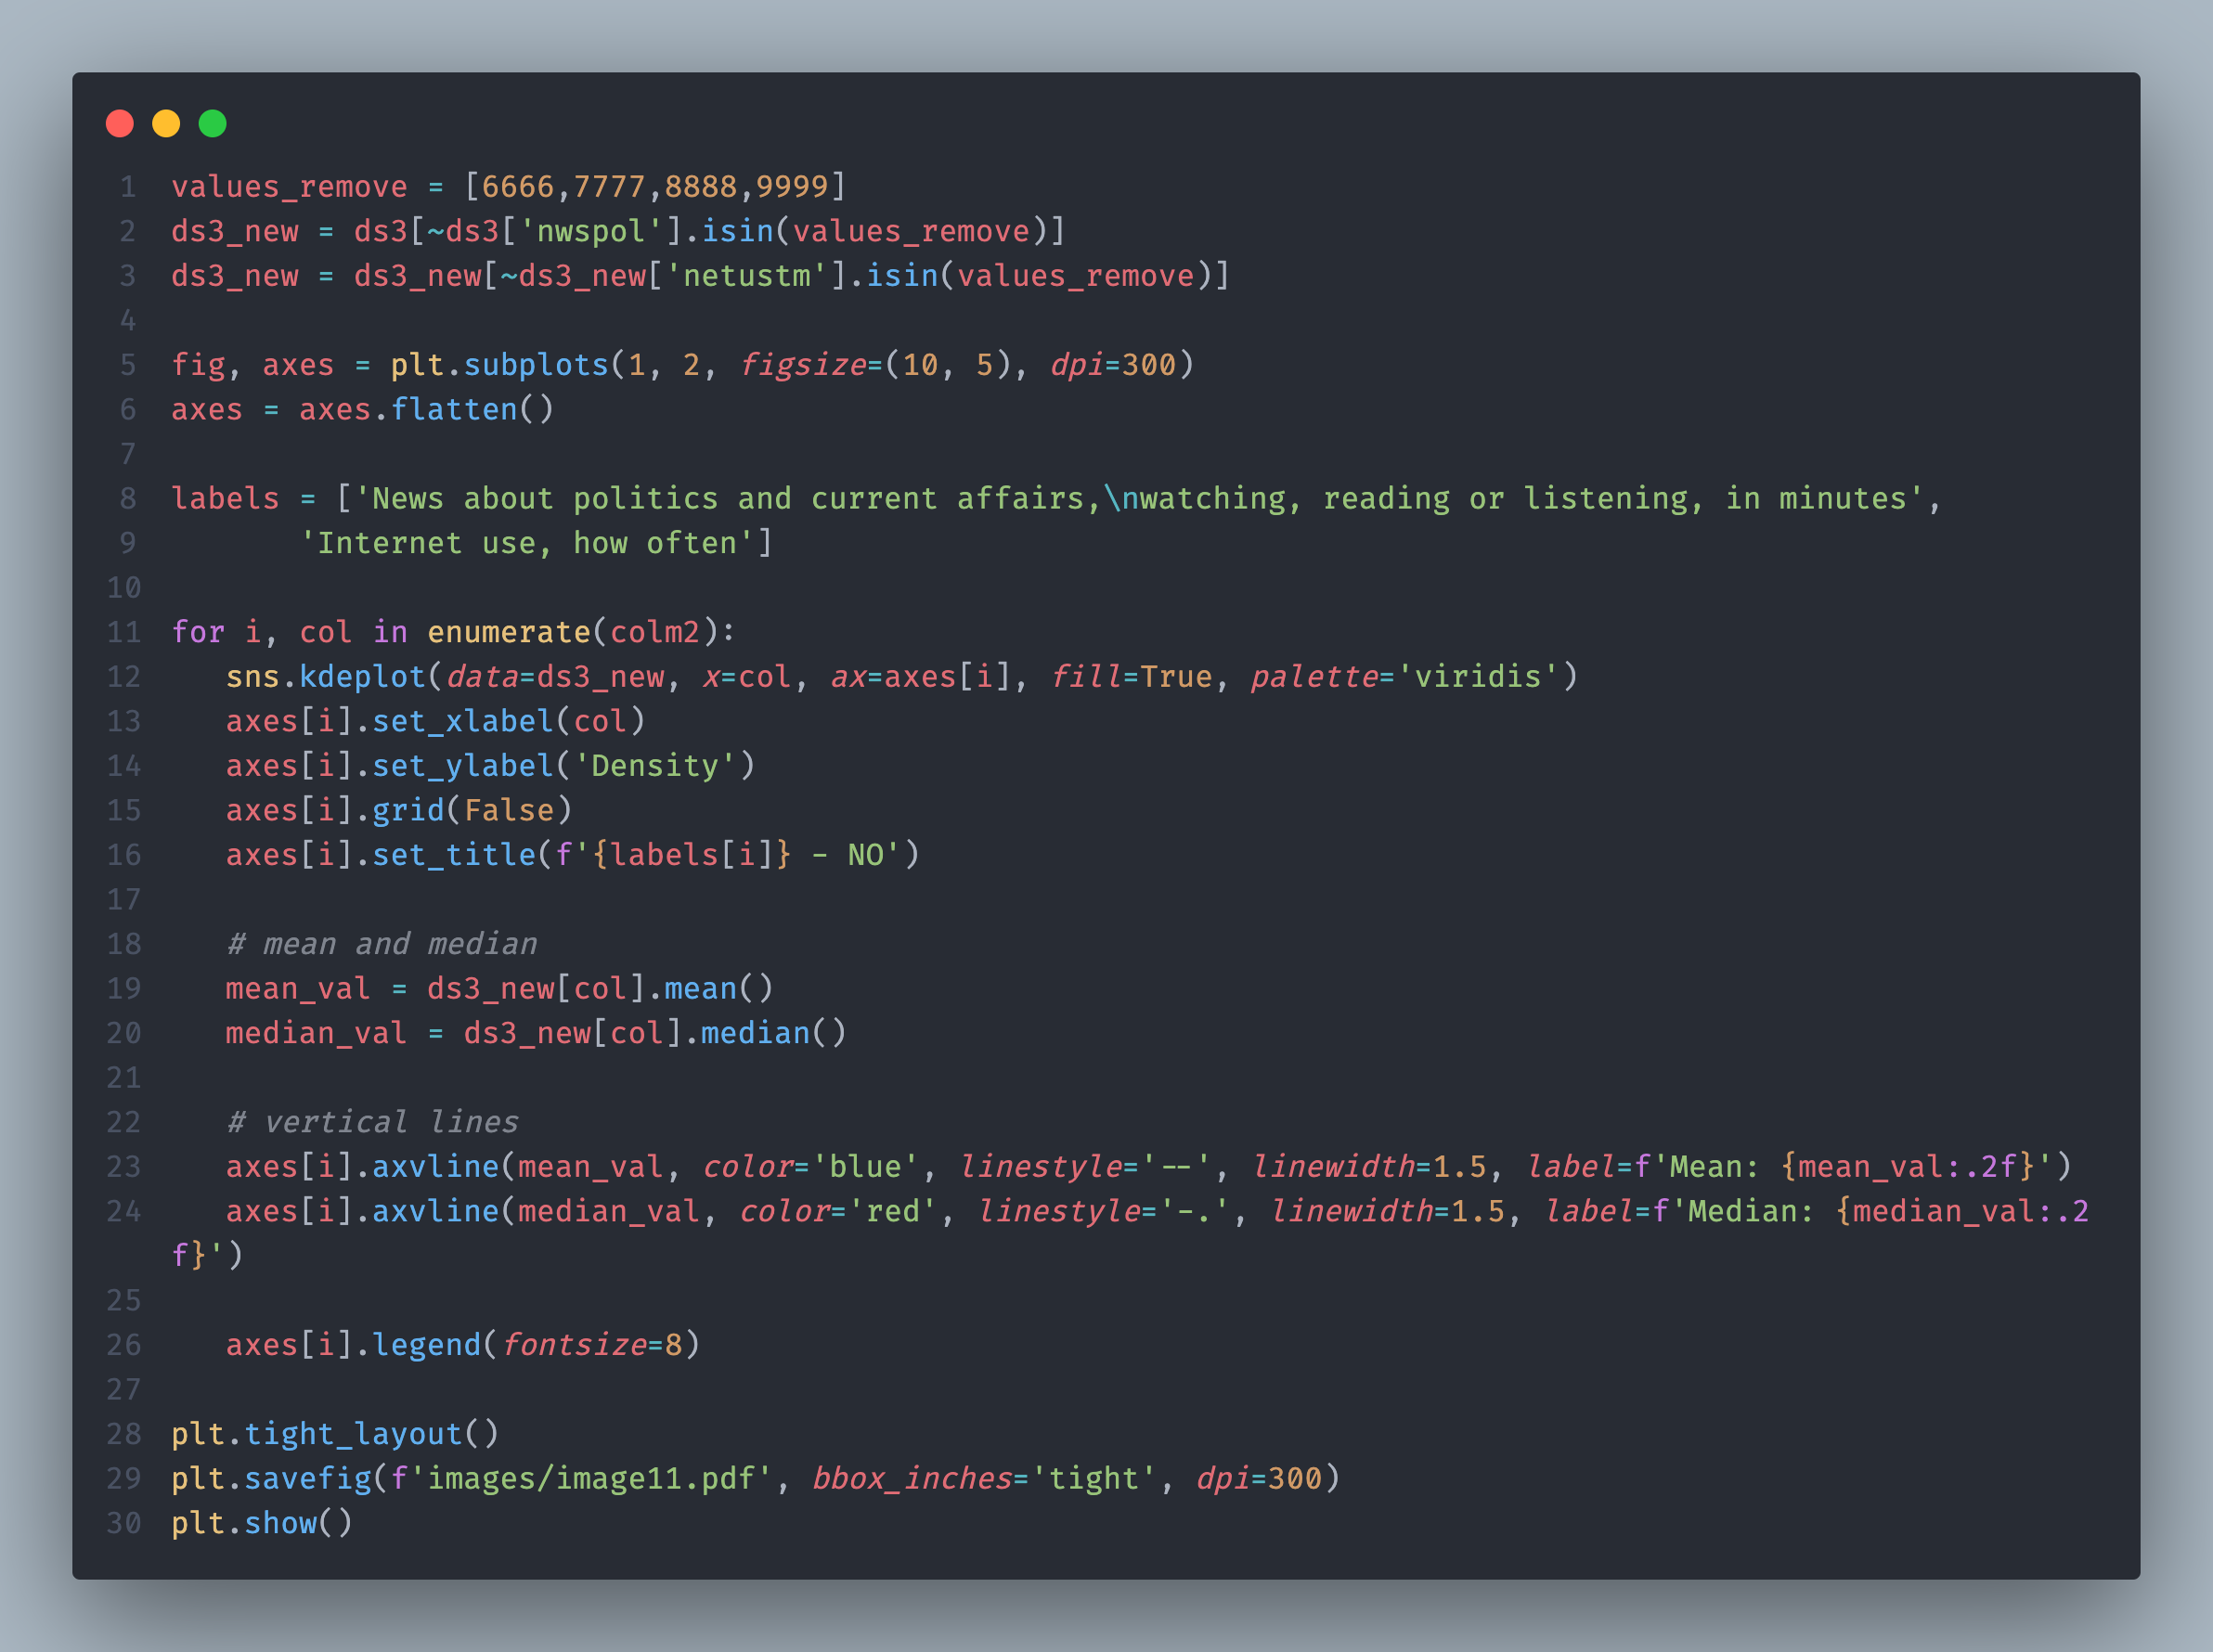 1 values_remove = [6666,7777,8888,9999]
2 ds3_new = ds3[~ds3['nwspol'].isin(values_remove)]
3 ds3_new = ds3_new[~ds3_new['netustm'].isin(values_remove)]
4
5 fig, axes = plt.subplots(1, 2, figsize=(10, 5), dpi=300)
6 axes = axes.flatten()
7
8 labels = ['News about politics and current affairs,\nwatching, reading or listening, in minutes',
9        'Internet use, how often']
10
11 for i, col in enumerate(colm2):
12    sns.kdeplot(data=ds3_new, x=col, ax=axes[i], fill=True, palette='viridis')
13    axes[i].set_xlabel(col)
14    axes[i].set_ylabel('Density')
15    axes[i].grid(False)
16    axes[i].set_title(f'{labels[i]} - NO')
17
18    # mean and median
19    mean_val = ds3_new[col].mean()
20    median_val = ds3_new[col].median()
21
22    # vertical lines
23    axes[i].axvline(mean_val, color='blue', linestyle='--', linewidth=1.5, label=f'Mean: {mean_val:.2f}')
24    axes[i].axvline(median_val, color='red', linestyle='-.', linewidth=1.5, label=f'Median: {median_val:.2
f}')
25
26    axes[i].legend(fontsize=8)
27
28 plt.tight_layout()
29 plt.savefig(f'images/image11.pdf', bbox_inches='tight', dpi=300)
30 plt.show()